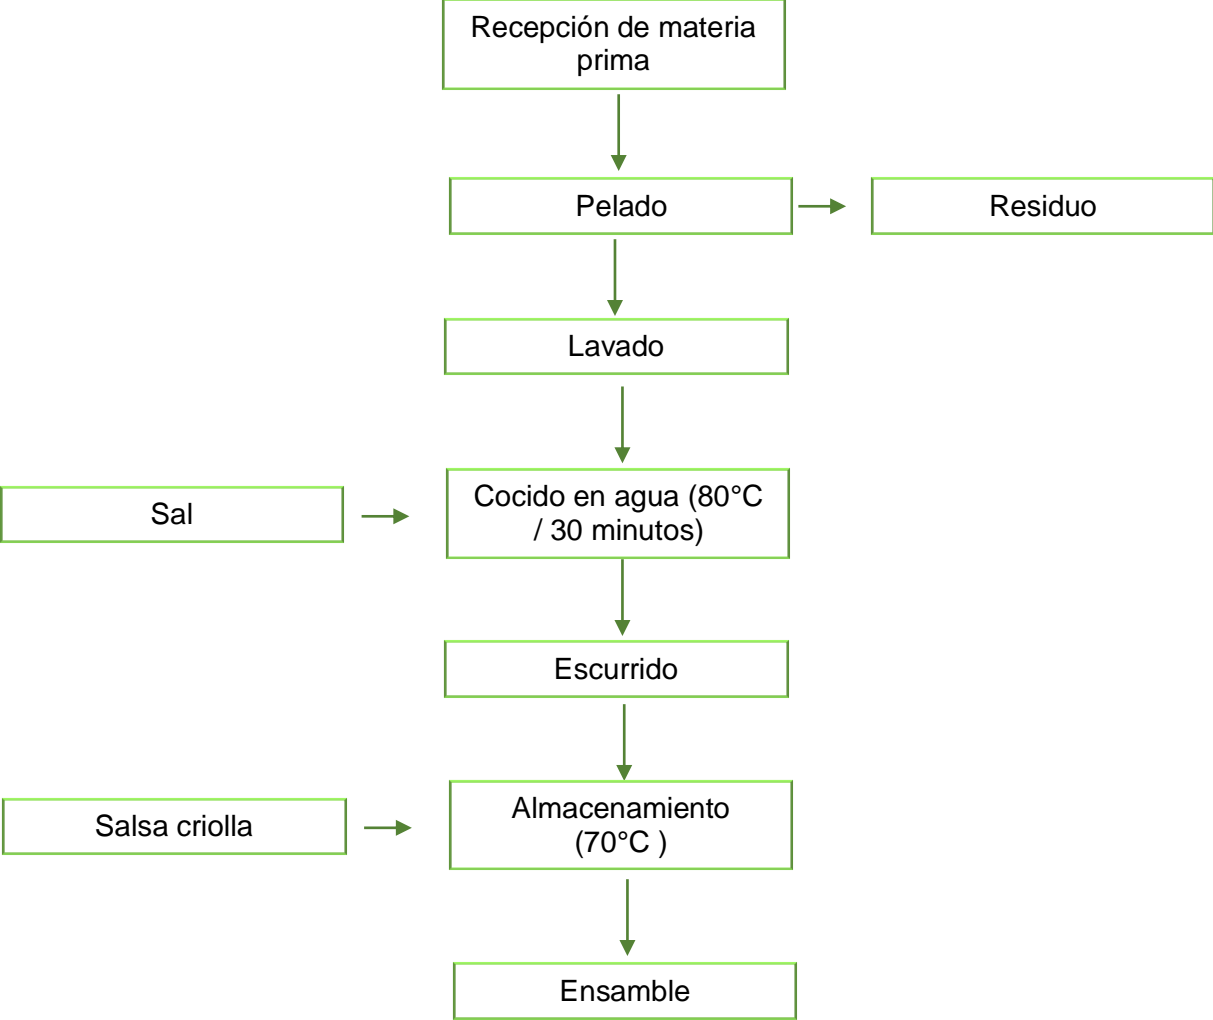 Recepción de materia
prima
Pelado
Residuo
Lavado
Sal
Cocido en agua (80°C
/ 30 minutos)
Escurrido
Salsa criolla
Almacenamiento
(70°C )
Ensamble